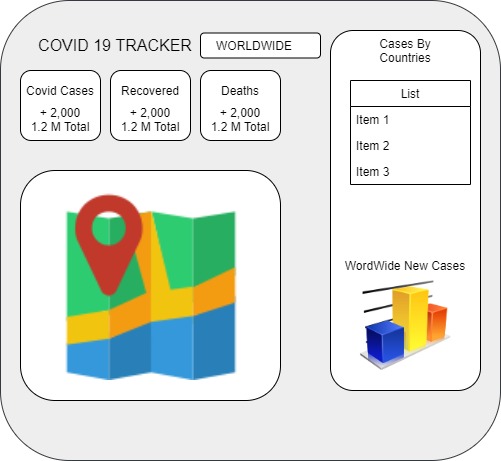 COVID 19 TRACKER
WORLDWIDE
Covid Cases
+ 2,000
1.2 M Total
Recovered
+ 2,000
1.2 M Total
Deaths
+ 2,000
1.2 M Total
Cases By
Countries
List
Item 1
Item 2
Item 3
WordWide New Cases